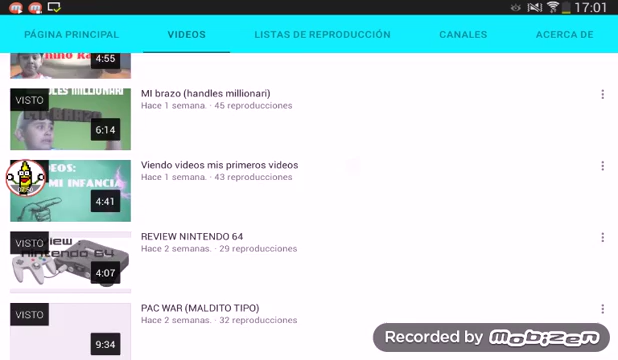 17:01
PÁGINA PRINCIPAL VIDEOS LISTAS DE REPRODUCCIÓN CANALES ACERCA DE
4:55
VISTO
6:14
MI brazo (handles millionari)
Hace 1 semana. · 45 reproducciones
MI INFANCIA
4:41
Viendo videos mis primeros videos
Hace 1 semana. · 43 reproducciones
VISTO
nintendo 64
4:07
REVIEW NINTENDO 64
Hace 2 semanas. · 29 reproducciones
VISTO
9:34
PAC WAR (MALDITO TIPO)
Hace 2 semanas. · 32 reproducciones
Recorded by Mobizen